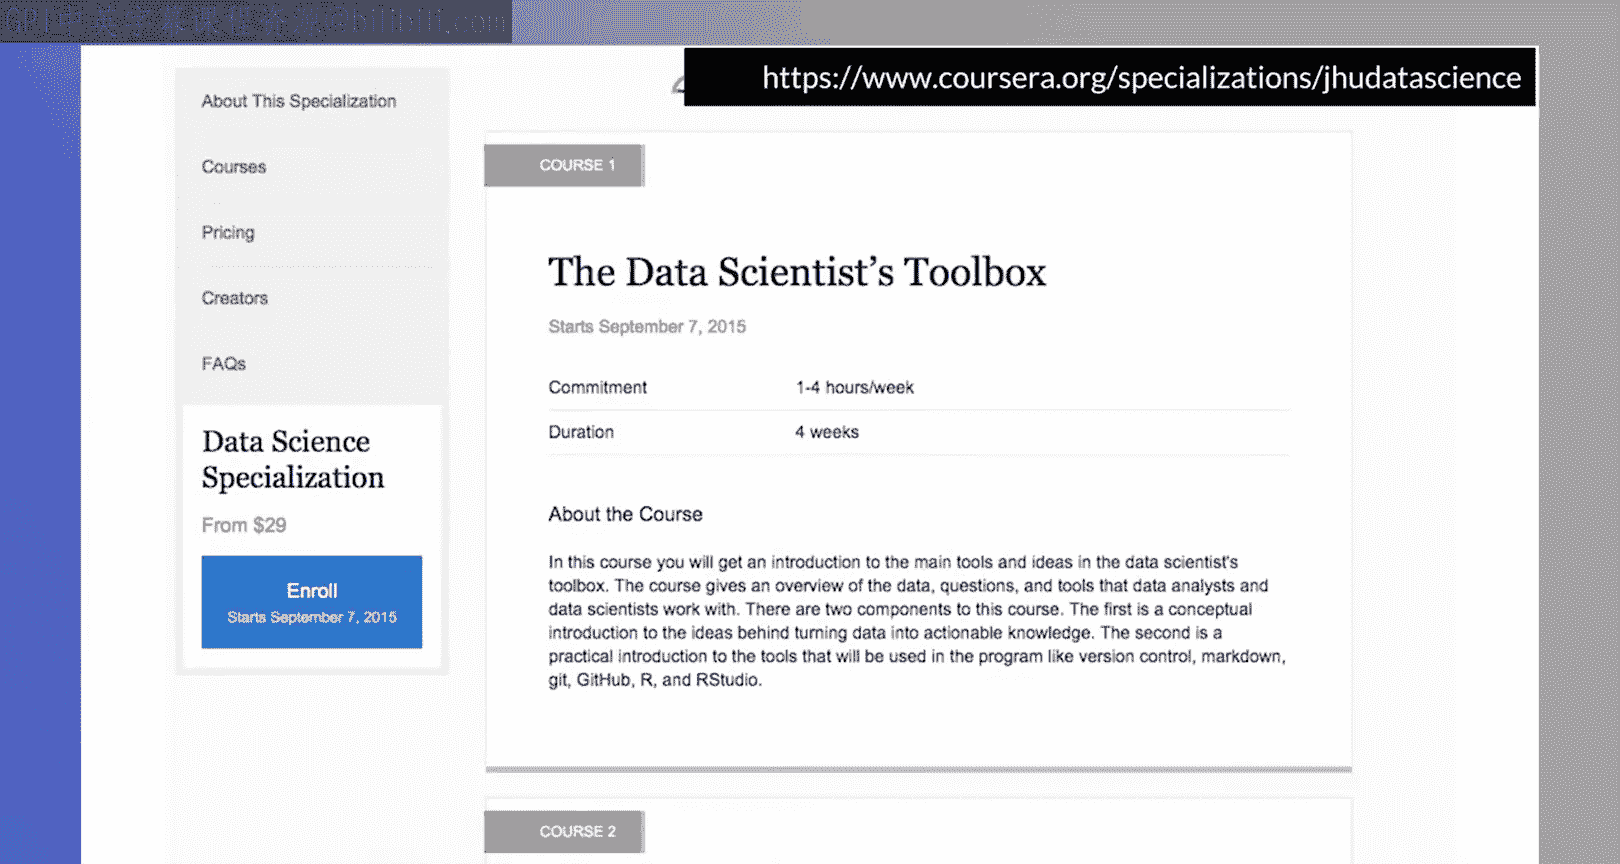 @bilibili.com
https://www.coursera.org/specializations/jhudatascience
About This Specialization
Courses
Pricing
Creators
FAQs
Data Science
Specialization
From $29
Enroll
Starts September 7, 2015
COURSE 1
The Data Scientist’s Toolbox
Starts September 7, 2015
Commitment 1-4 hours/week
Duration 4 weeks
About the Course
In this course you will get an introduction to the main tools and ideas in the data scientist's
toolbox. The course gives an overview of the data, questions, and tools that data analysts and
data scientists work with. There are two components to this course. The first is a conceptual
introduction to the ideas behind turning data into actionable knowledge. The second is a
practical introduction to the tools that will be used in the program like version control, markdown,
git, GitHub, R, and RStudio.
COURSE 2